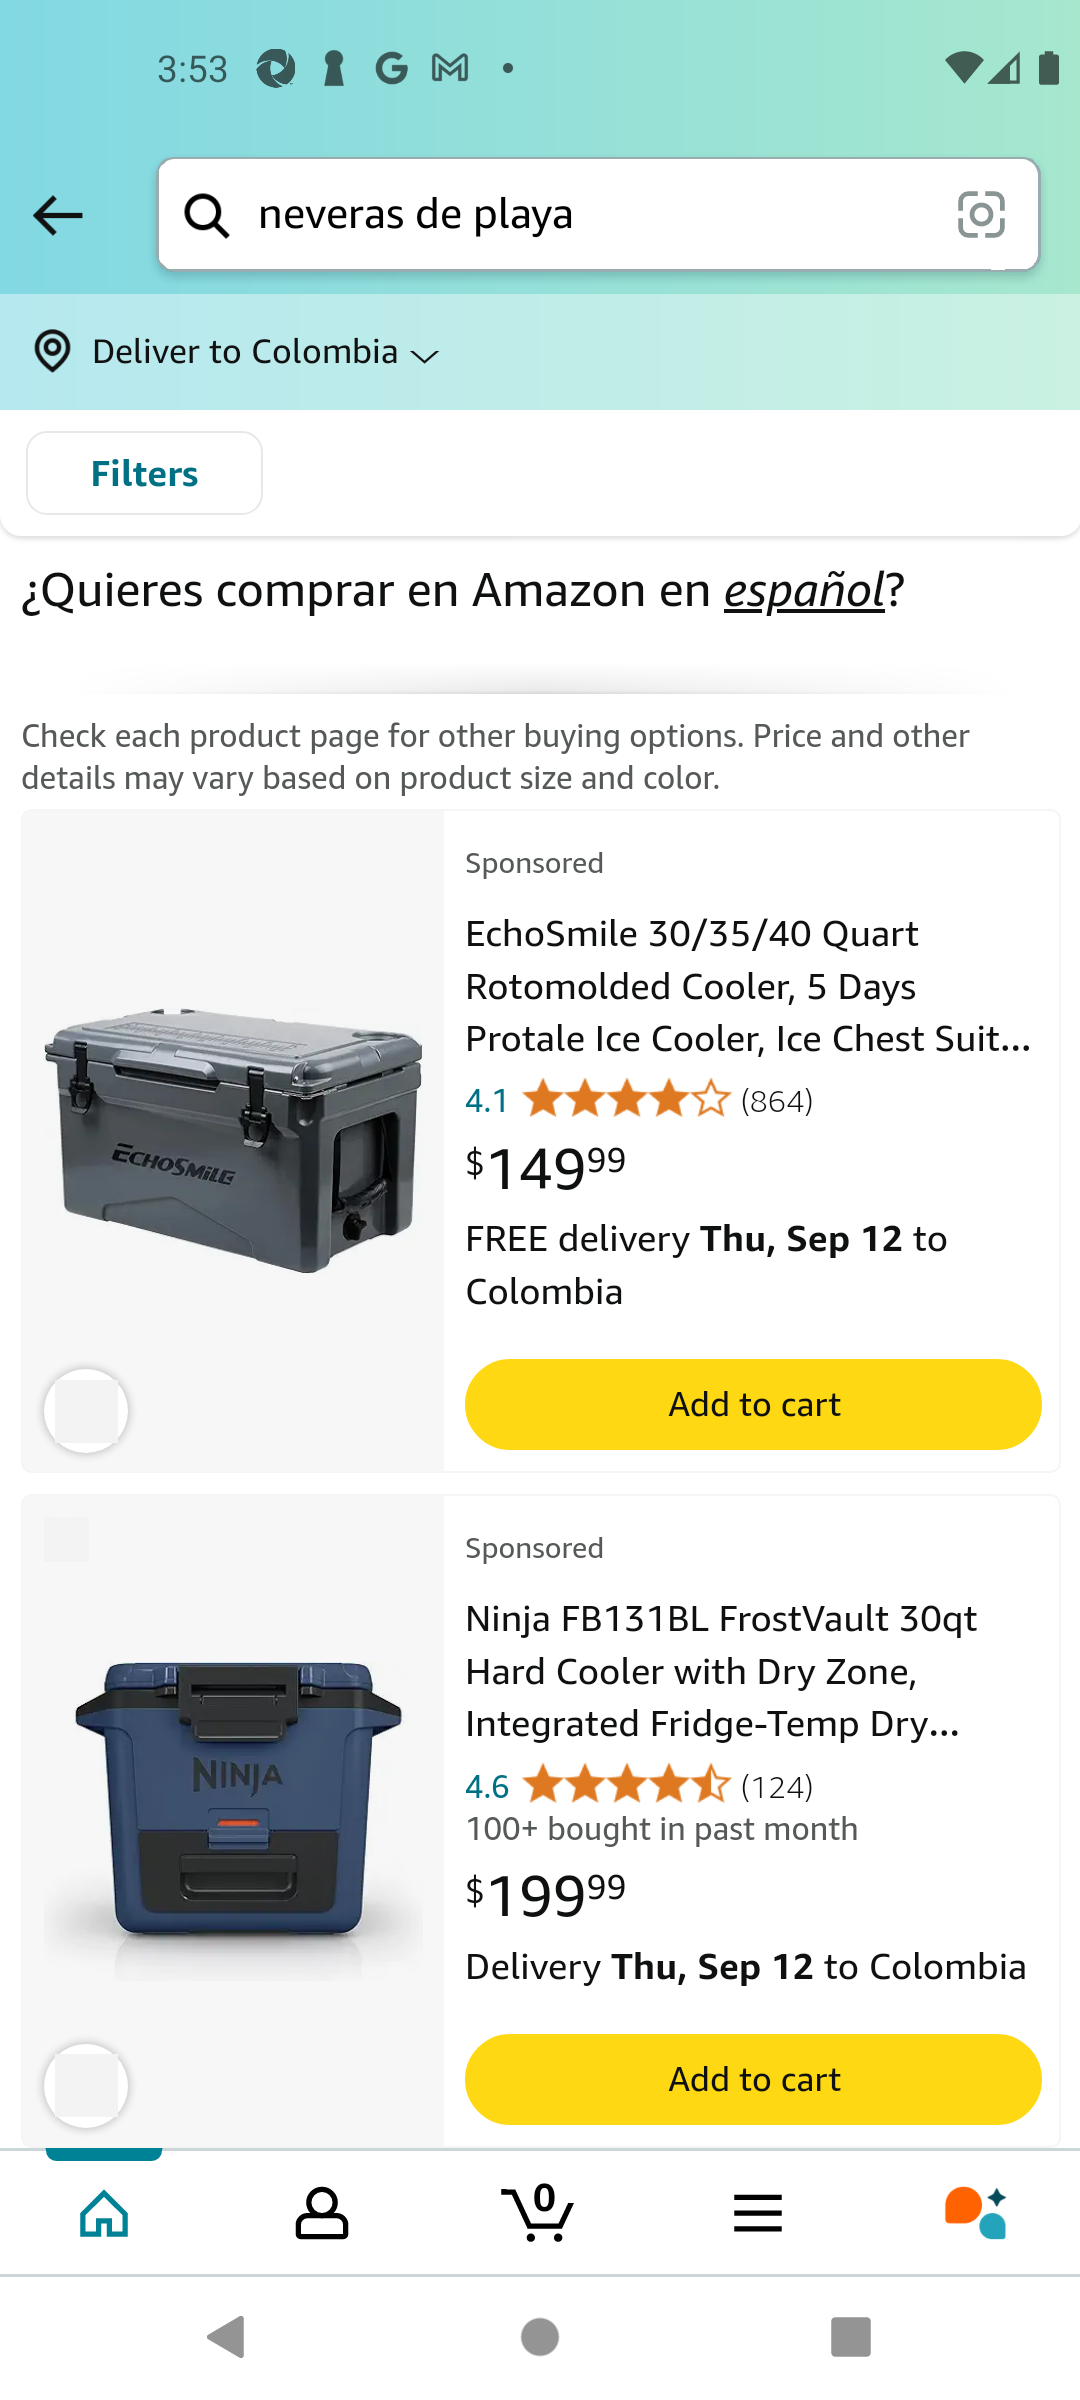 3:53
neveras de playa
Deliver to Colombia
Filters
¿Quieres comprar en Amazon en español?
Check each product page for other buying options. Price and other
details may vary based on product size and color.
Sponsored
EchoSmile 30/35/40 Quart
Rotomolded Cooler, 5 Days
Protale Ice Cooler, Ice Chest Suit...
4.1 (864)
$14999
FREE delivery Thu, Sep 12 to
Colombia
Add to cart
ECHOSMILE
Sponsored
Ninja FB131BL FrostVault 30qt
Hard Cooler with Dry Zone,
Integrated Fridge-Temp Dry...
4.6 (124)
100+ bought in past month
$19999
Delivery Thu, Sep 12 to Colombia
Add to cart
NINJA
0